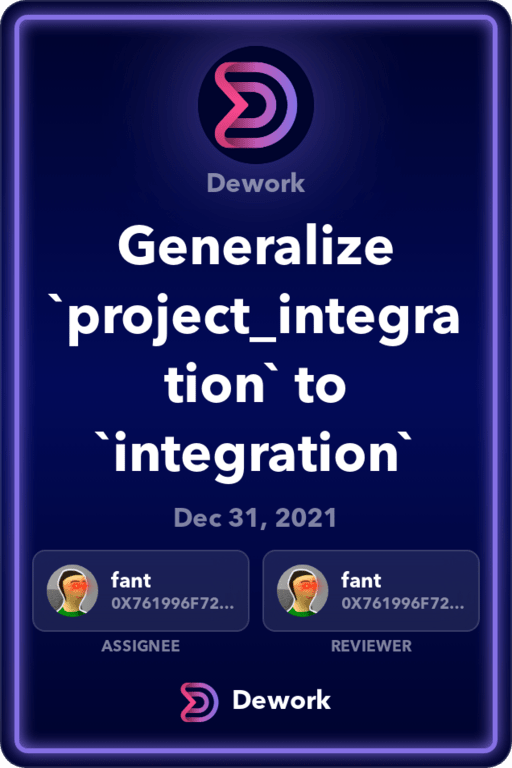 Dework
Generalize
`project_integra
tion` to
`integration`
Dec 31, 2021
fant
0X761996F72...
fant
0X761996F72...
ASSIGNEE
REVIEWER
Dework